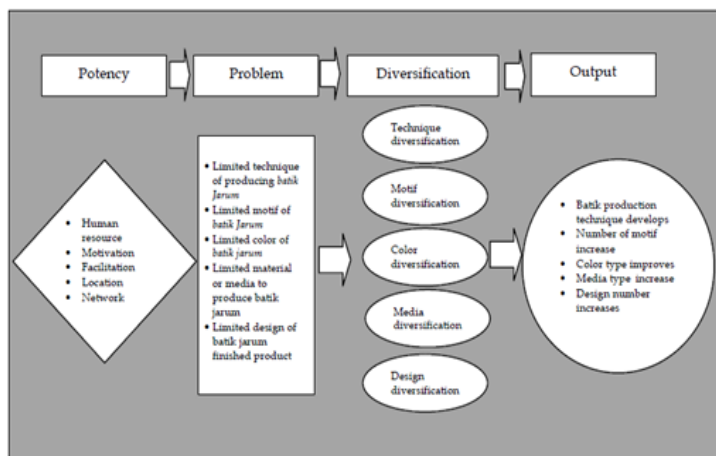 Potency
Problem
Diversification
Output
• Human
resource
• Motivation
• Facilitation
• Location
• Network
• Limited technique
of producing batik
Jarum
• Limited motif of
batik Jarum
• Limited color of
batik jarum
• Limited material
or media to
produce batik
jarum
• Limited design of
batik jarum
finished product
Technique
diversification
Motif
diversification
Color
diversification
Media
diversification
Design
diversification
• Batik production
technique develops
• Number of motif
increase
• Color type improves
• Media type increase
• Design number
increases